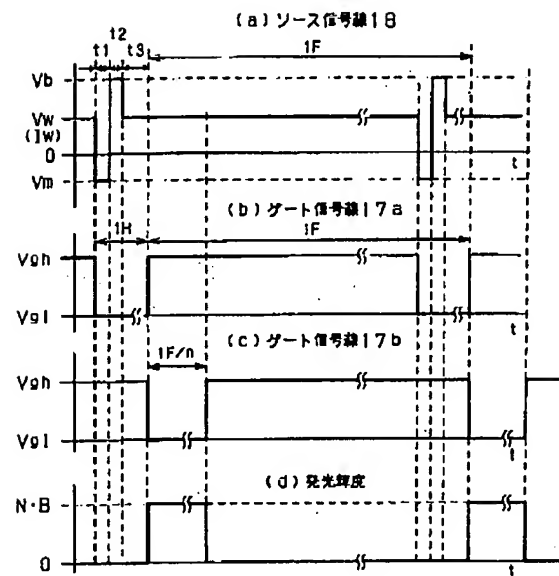 (a)ソース信号線18
t2
t1 t3
1F
Vb
Vw
(IW)
0
Vm
t
(b)ゲート信号線17a
1H
1F
Vgh
Vgl
t
(c)ゲート信号線17b
1F/n
Vgh
Vgl
t
(d)発光輝度
N·B
0
t